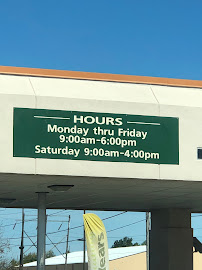 HOURS
Monday thru Friday
9:00am-6:00pm
Saturday 9:00am-4:00pm